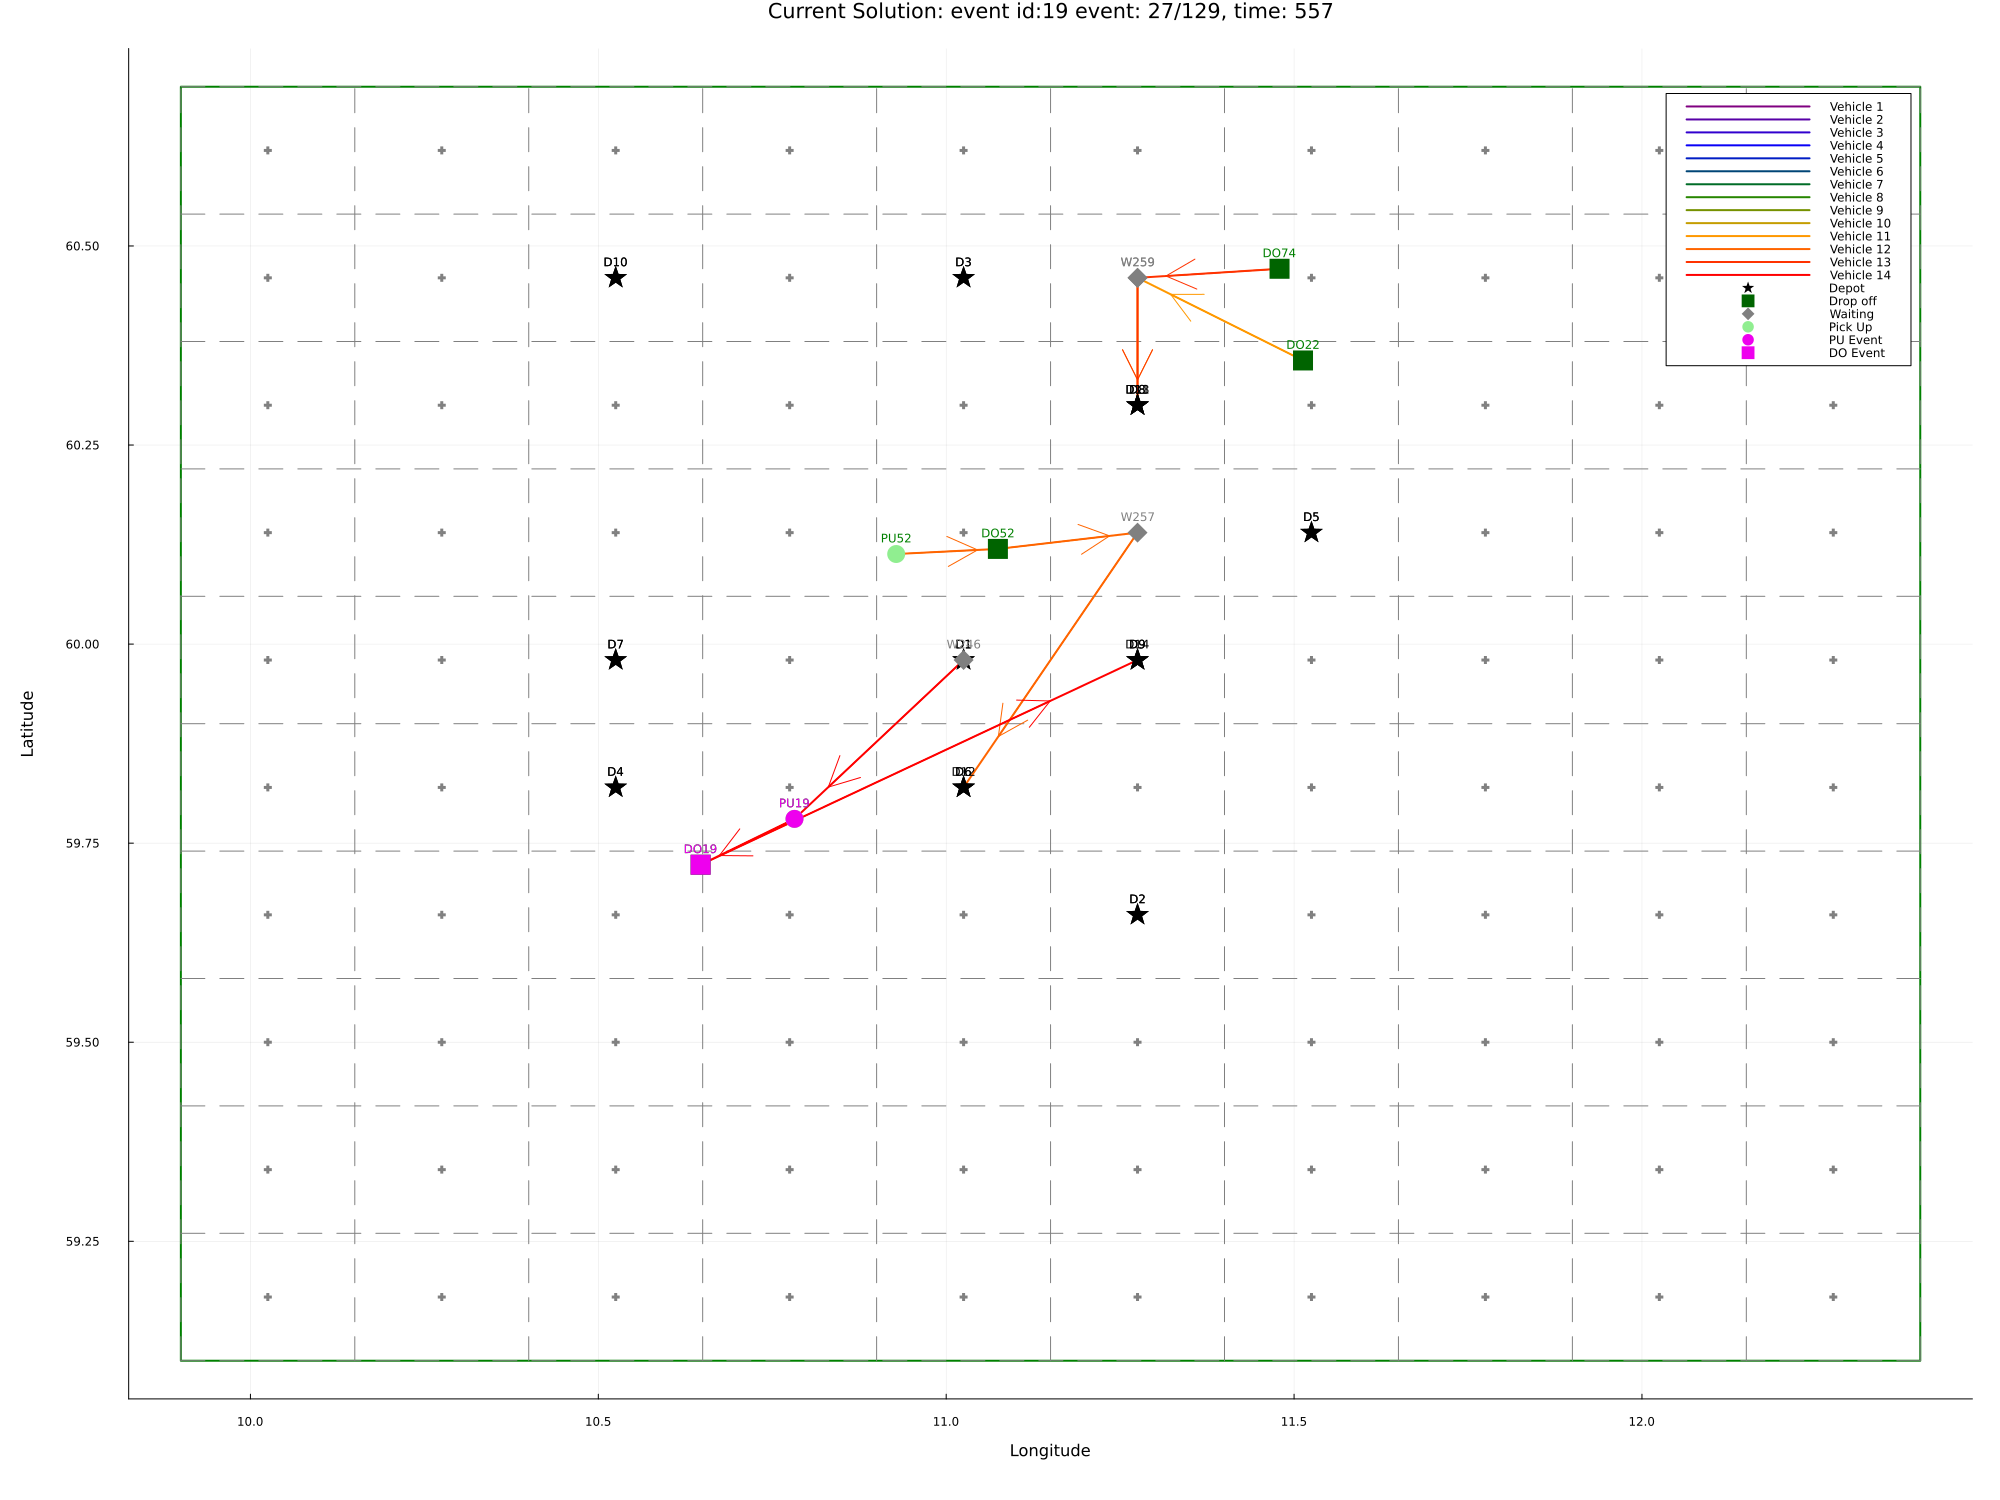 Current Solution: event id:19 event: 27/129, time: 557
Vehicle 1
Vehicle 2
Vehicle 3
Vehicle 4
Vehicle 5
Vehicle 6
Vehicle 7
Vehicle 8
Vehicle 9
Vehicle 10
Vehicle 11
Vehicle 12
Vehicle 13
Vehicle 14
Depot
Drop off
Waiting
Pick Up
PU Event
DO Event
60.50
D10
D3
W259
DO74
DO22
60.25
PU52
DO52
W257
D5
60.00
D7
D1
D4
PU19
59.75
DO19
D2
59.50
59.25
10.0
10.5
11.0
11.5
12.0
Longitude
Latitude